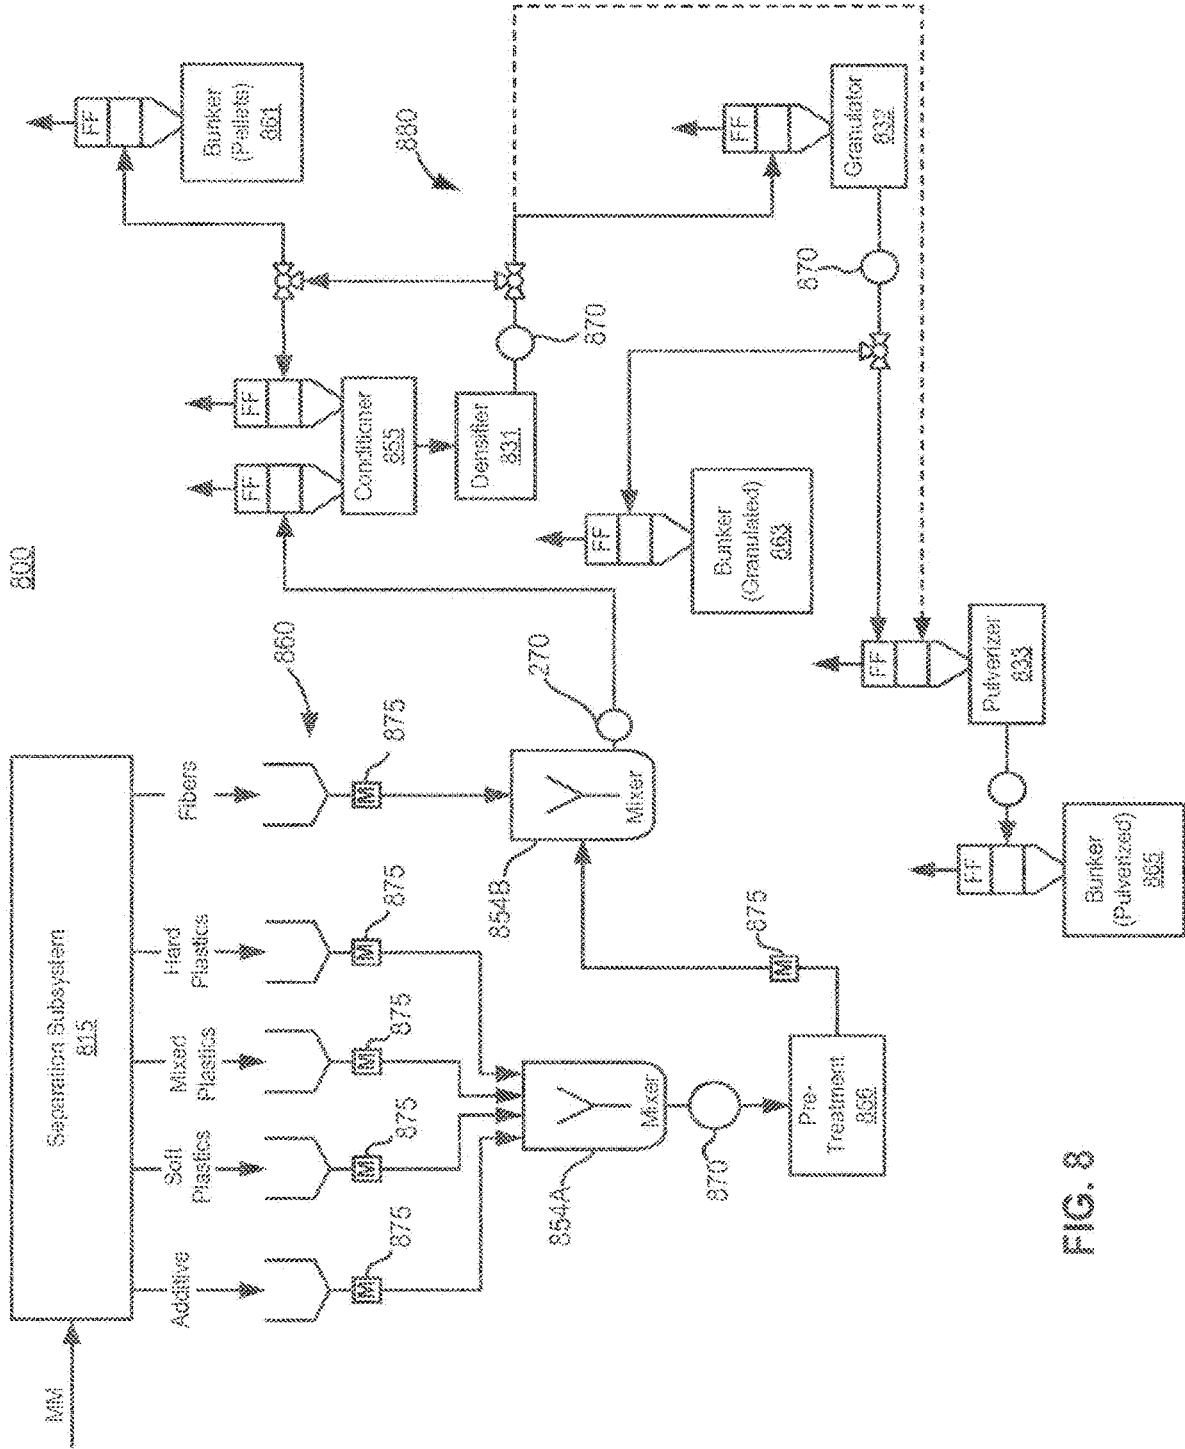 800
MM
Separation Subsystem
815
Additive
Soft
Plastics
Mixed
Plastics
Hard
Plastics
Fibers
860
M
875
M
875
M
875
M
875
M
875
854A
Mixer
870
Pre-
Treatment
856
M
875
854B
Mixer
270
FF
FF
Conditioner
855
Densifier
831
870
FF
Bunker
(Pellets)
861
880
FF
Granulator
832
870
FF
Bunker
(Granulated)
863
FF
Pulverizer
833
FF
Bunker
(Pulverized)
865
FIG. 8